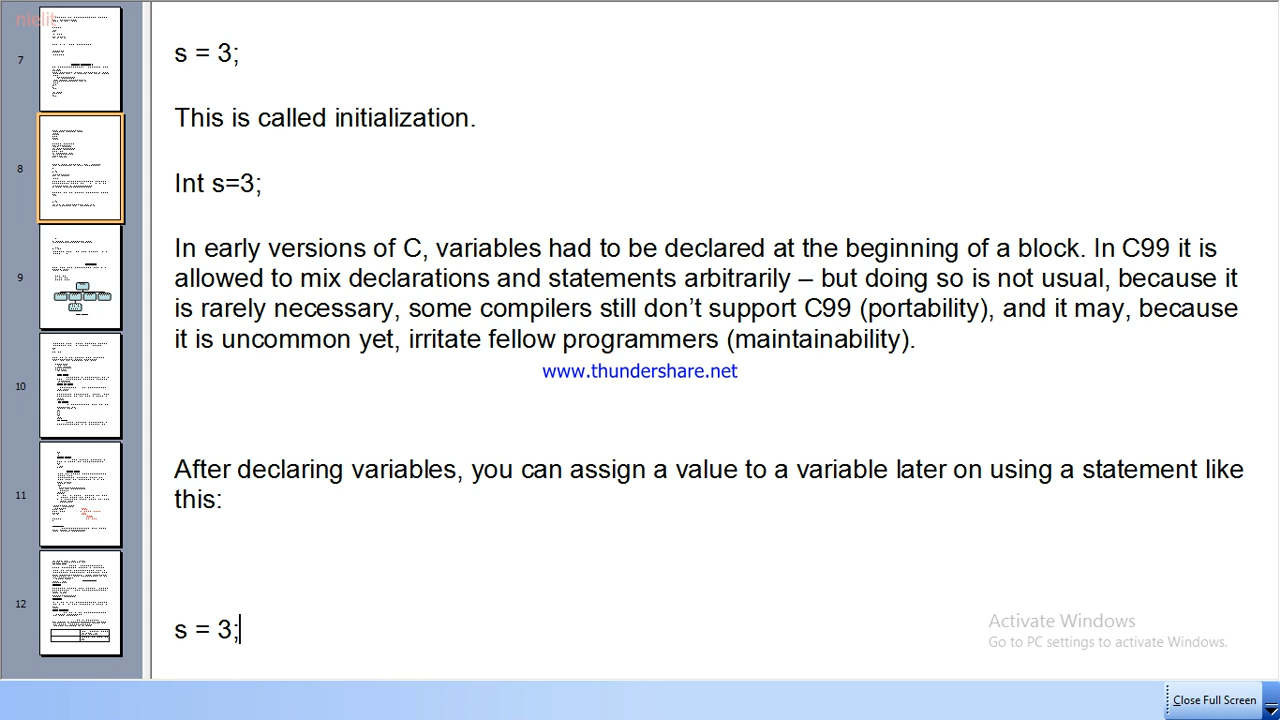 nielit
7
s = 3;
This is called initialization.
8
Int s=3;
In early versions of C, variables had to be declared at the beginning of a block. In C99 it is
allowed to mix declarations and statements arbitrarily – but doing so is not usual, because it
is rarely necessary, some compilers still don’t support C99 (portability), and it may, because
it is uncommon yet, irritate fellow programmers (maintainability).
9
www.thundershare.net
10
After declaring variables, you can assign a value to a variable later on using a statement like
this:
11
12
s = 3;
Activate Windows
Go to PC settings to activate Windows.
Close Full Screen